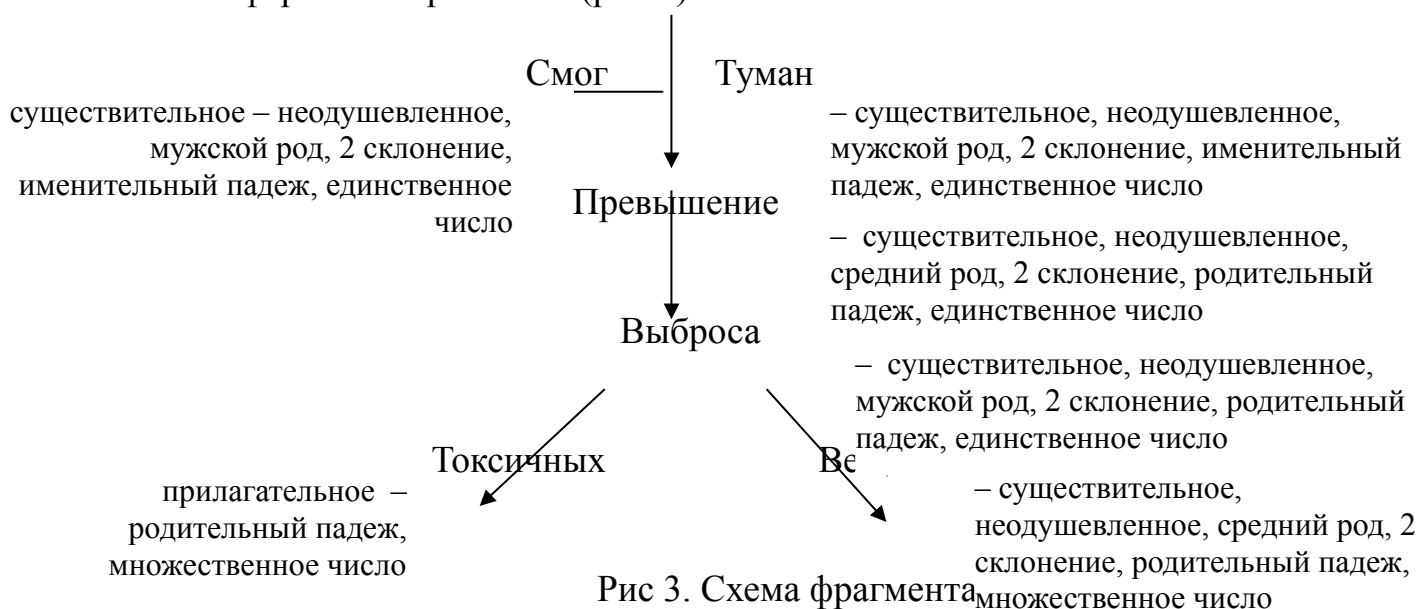 Смог Туман
существительное – неодушевленное,
мужской род, 2 склонение,
именительный падеж, единственное
число
– существительное, неодушевленное,
мужской род, 2 склонение, именительный
падеж, единственное число
Превышение
– существительное, неодушевленное,
средний род, 2 склонение, родительный
падеж, единственное число
Выброса
– существительное, неодушевленное,
мужской род, 2 склонение, родительный
падеж, единственное число
Токсичных
прилагательное –
родительный падеж,
множественное число
– существительное,
неодушевленное, средний род, 2
склонение, родительный падеж,
множественное число
Рис 3. Схема фрагмента